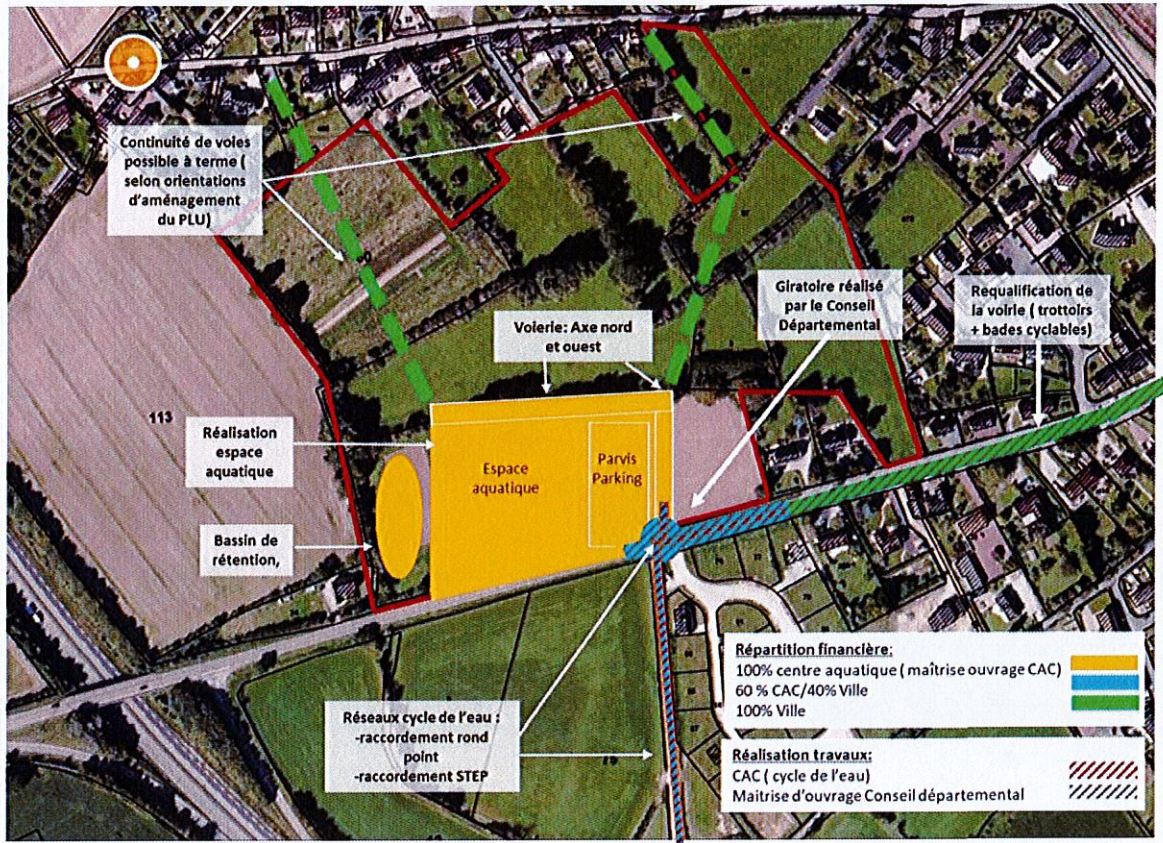 Continuité de voies
possible à terme (
selon orientations
d'aménagement
du PLU)
Giratoire réalisé
par le Conseil
Départemental
Requalification de
la voirie ( trottoirs
+ bades cyclables)
Voierie: Axe nord
et ouest
113
Réalisation
espace
aquatique
Espace
aquatique
Parvis
Parking
Bassin de
rétention,
Réseaux cycle de l'eau :
-raccordement rond
point
-raccordement STEP
Répartition financière:
100% centre aquatique ( maîtrise ouvrage CAC)
60 % CAC/40% Ville
100% Ville
Réalisation travaux:
CAC ( cycle de l'eau)
Maitrise d'ouvrage Conseil départemental